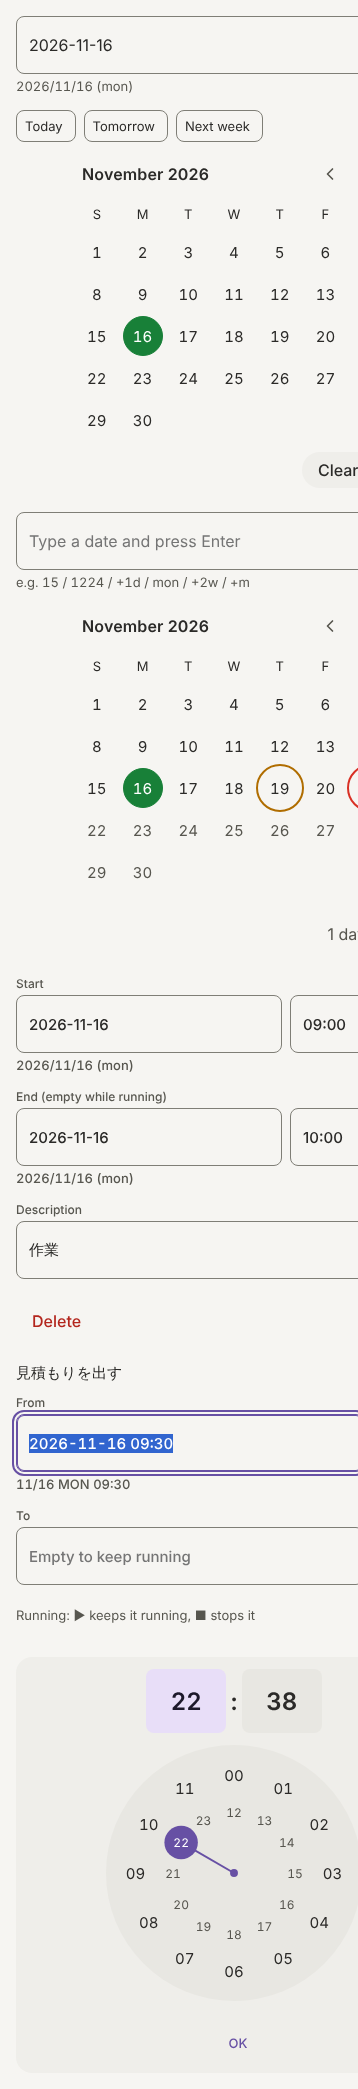 2026-11-16
2026/11/16 (mon)
Today Tomorrow Next week
November 2026
S M T W T F
1 2 3 4 5 6
8 9 10 11 12 13
15 16 17 18 19 20
22 23 24 25 26 27
29 30
Clear
Type a date and press Enter
e.g. 15 / 1224 / +1d / mon / +2w / +m
November 2026
S M T W T F
1 2 3 4 5 6
8 9 10 11 12 13
15 16 17 18 19 20
22 23 24 25 26 27
29 30
1 da
Start
2026-11-16 09:00
2026/11/16 (mon)
End (empty while running)
2026-11-16 10:00
2026/11/16 (mon)
Description
作業
Delete
見積もりを出す
From
2026-11-16 09:30
11/16 MON 09:30
To
Empty to keep running
Running: ▶ keeps it running, ■ stops it
22 : 38
00
11 01
12
23 13
10 02
22 14
09 21 15 03
20 16
08 04
19 17
18
07 05
06
OK